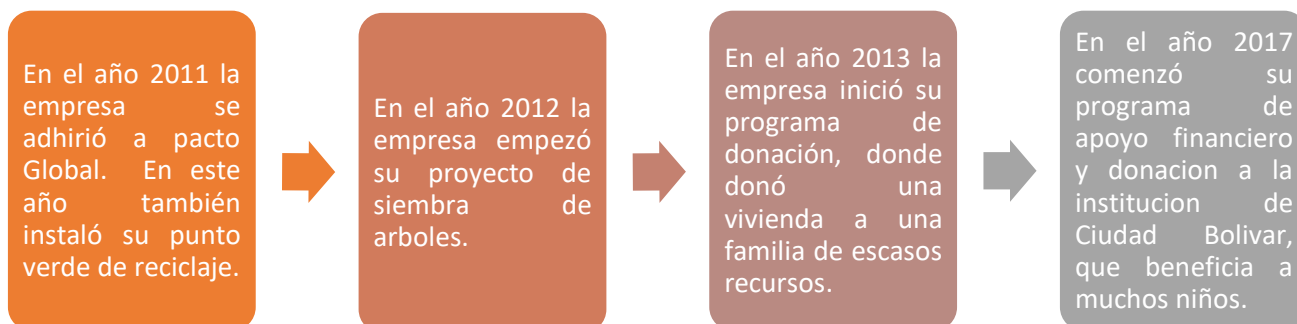 En el año 2011 la
empresa se
adhirió a pacto
Global. En este
año también
instaló su punto
verde de reciclaje.
En el año 2012 la
empresa empezó
su proyecto de
siembra de
arboles.
En el año 2013 la
empresa inició su
programa de
donación, donde
donó una
vivienda a una
familia de escasos
recursos.
En el año 2017
comenzó su
programa de
apoyo financiero
y donacion a la
institucion de
Ciudad Bolivar,
que beneficia a
muchos niños.